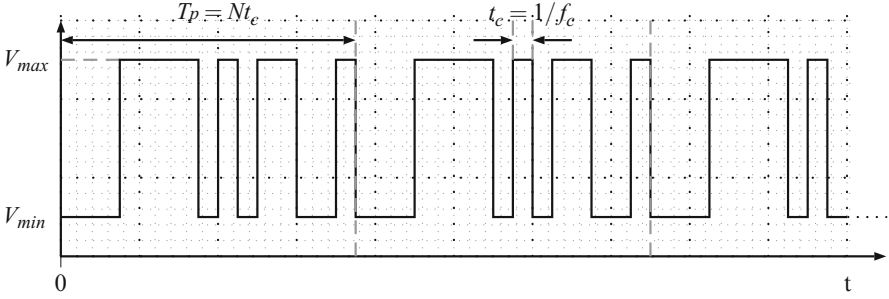 T_p = Nt_c
t_c = 1/f_c
V_max
V_min
0
t